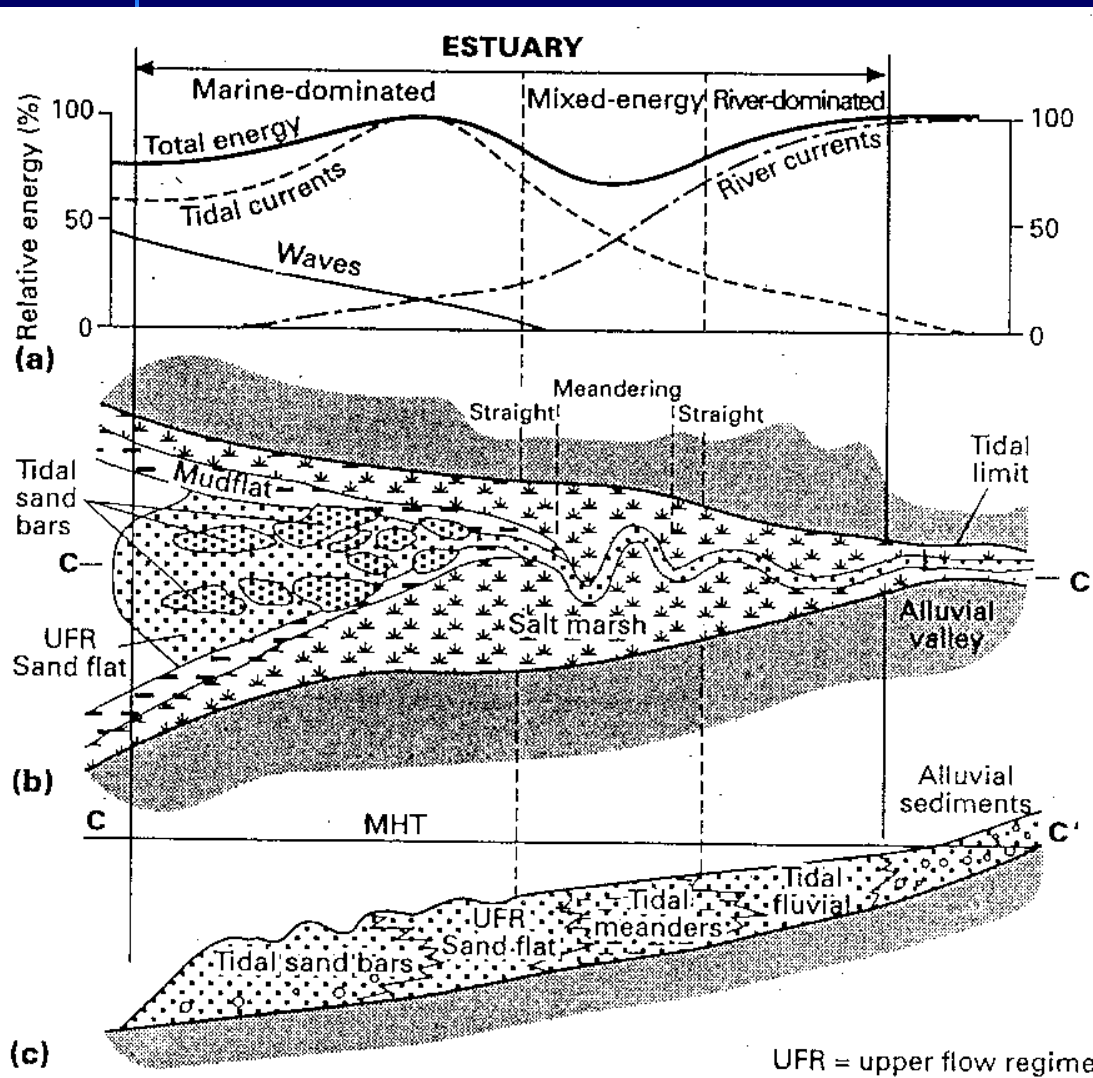 ESTUARY
Marine-dominated
Mixed-energy
River-dominated
Relative energy (%)
100
50
0
Total energy
Tidal currents
Waves
River currents
100
50
0
(a)
Meandering
Straight
Straight
Tidal
limit
Tidal
sand
bars
Mudflat
C
C
UFR
Sand flat
Salt marsh
Alluvial
valley
(b)
Alluvial
sediments
C
MHT
C'
Tidal sand bars
UFR
Sand flat
Tidal
meanders
Tidal
fluvial
(c)
UFR = upper flow regime